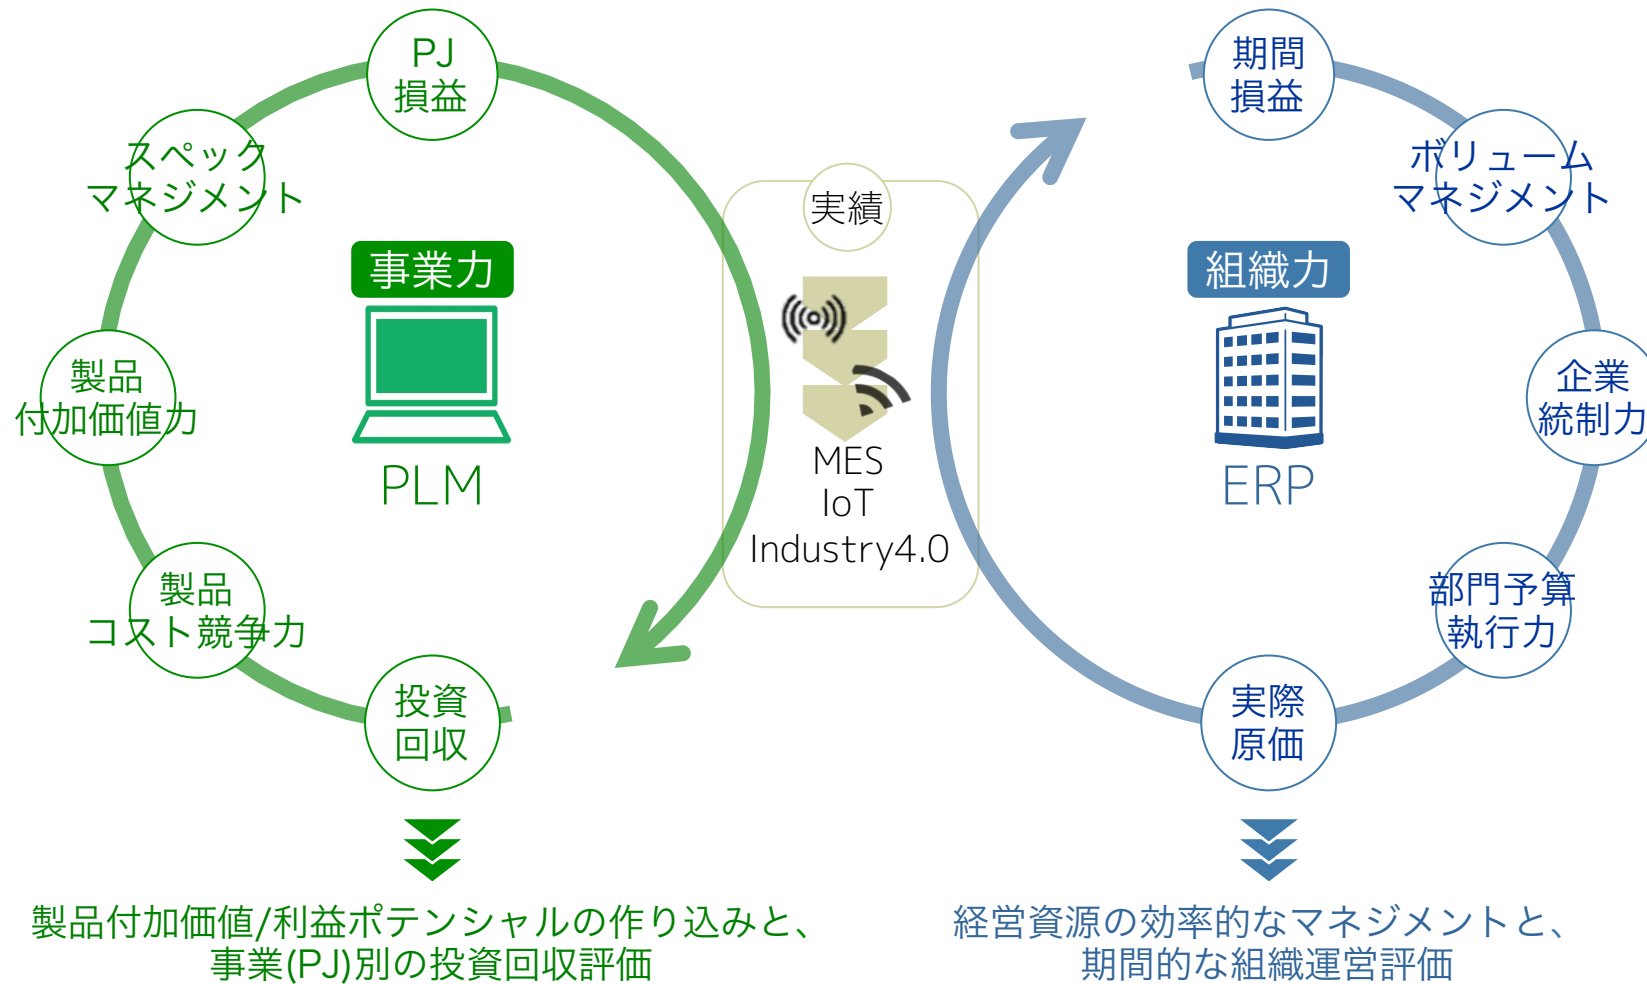 PJ
損益
スペック
マネジメント
事業力
製品
付加価値力
PLM
製品
コスト競争力
投資
回収
製品付加価値/利益ポテンシャルの作り込みと、
事業(PJ)別の投資回収評価
実績
MES
IoT
Industry4.0
期間
損益
ボリューム
マネジメント
組織力
企業
統制力
ERP
部門予算
執行力
実際
原価
経営資源の効率的なマネジメントと、
期間的な組織運営評価